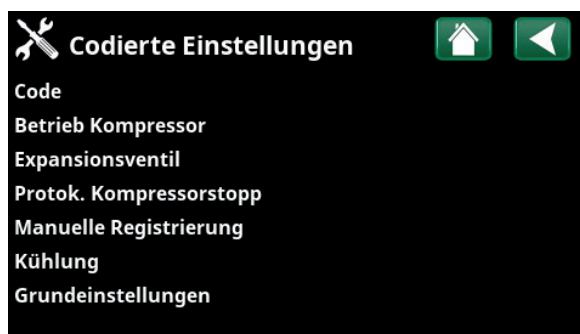 Codierte Einstellungen
Code
Betrieb Kompressor
Expansionsventil
Protok. Kompressorstopp
Manuelle Registrierung
Kühlung
Grundeinstellungen